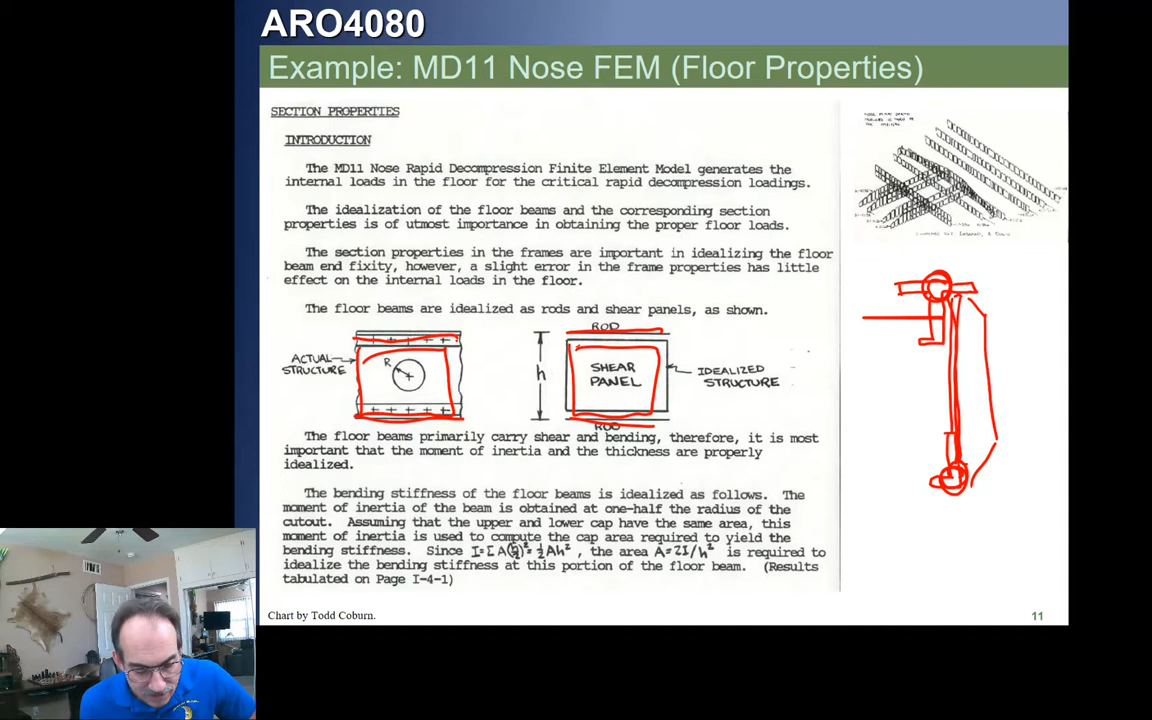 ARO4080
Example: MD11 Nose FEM (Floor Properties)
SECTION PROPERTIES
INTRODUCTION
The MD11 Nose Rapid Decompression Finite Element Model generates the
internal loads in the floor for the critical rapid decompression loadings.
The idealization of the floor beams and the corresponding section
properties is of utmost importance in obtaining the proper floor loads.
The section properties in the frames are important in idealizing the floor
beam end fixity, however, a slight error in the frame properties has little
effect on the internal loads in the floor.
The floor beams are idealized as rods and shear panels, as shown.
ACTUAL
STRUCTURE
R
h
ROD
SHEAR
PANEL
ROD
IDEALIZED
STRUCTURE
The floor beams primarily carry shear and bending, therefore, it is most
important that the moment of inertia and the thickness are properly
idealized.
The bending stiffness of the floor beams is idealized as follows. The
moment of inertia of the beam is obtained at one-half the radius of the
cutout. Assuming that the upper and lower cap have the same area, this
moment of inertia is used to compute the cap area required to yield the
bending stiffness. Since I=ΣA(h/2)²=½Ah², the area A=2I/h² is required to
idealize the bending stiffness at this portion of the floor beam. (Results
tabulated on Page I-4-1)
Chart by Todd Coburn.
11